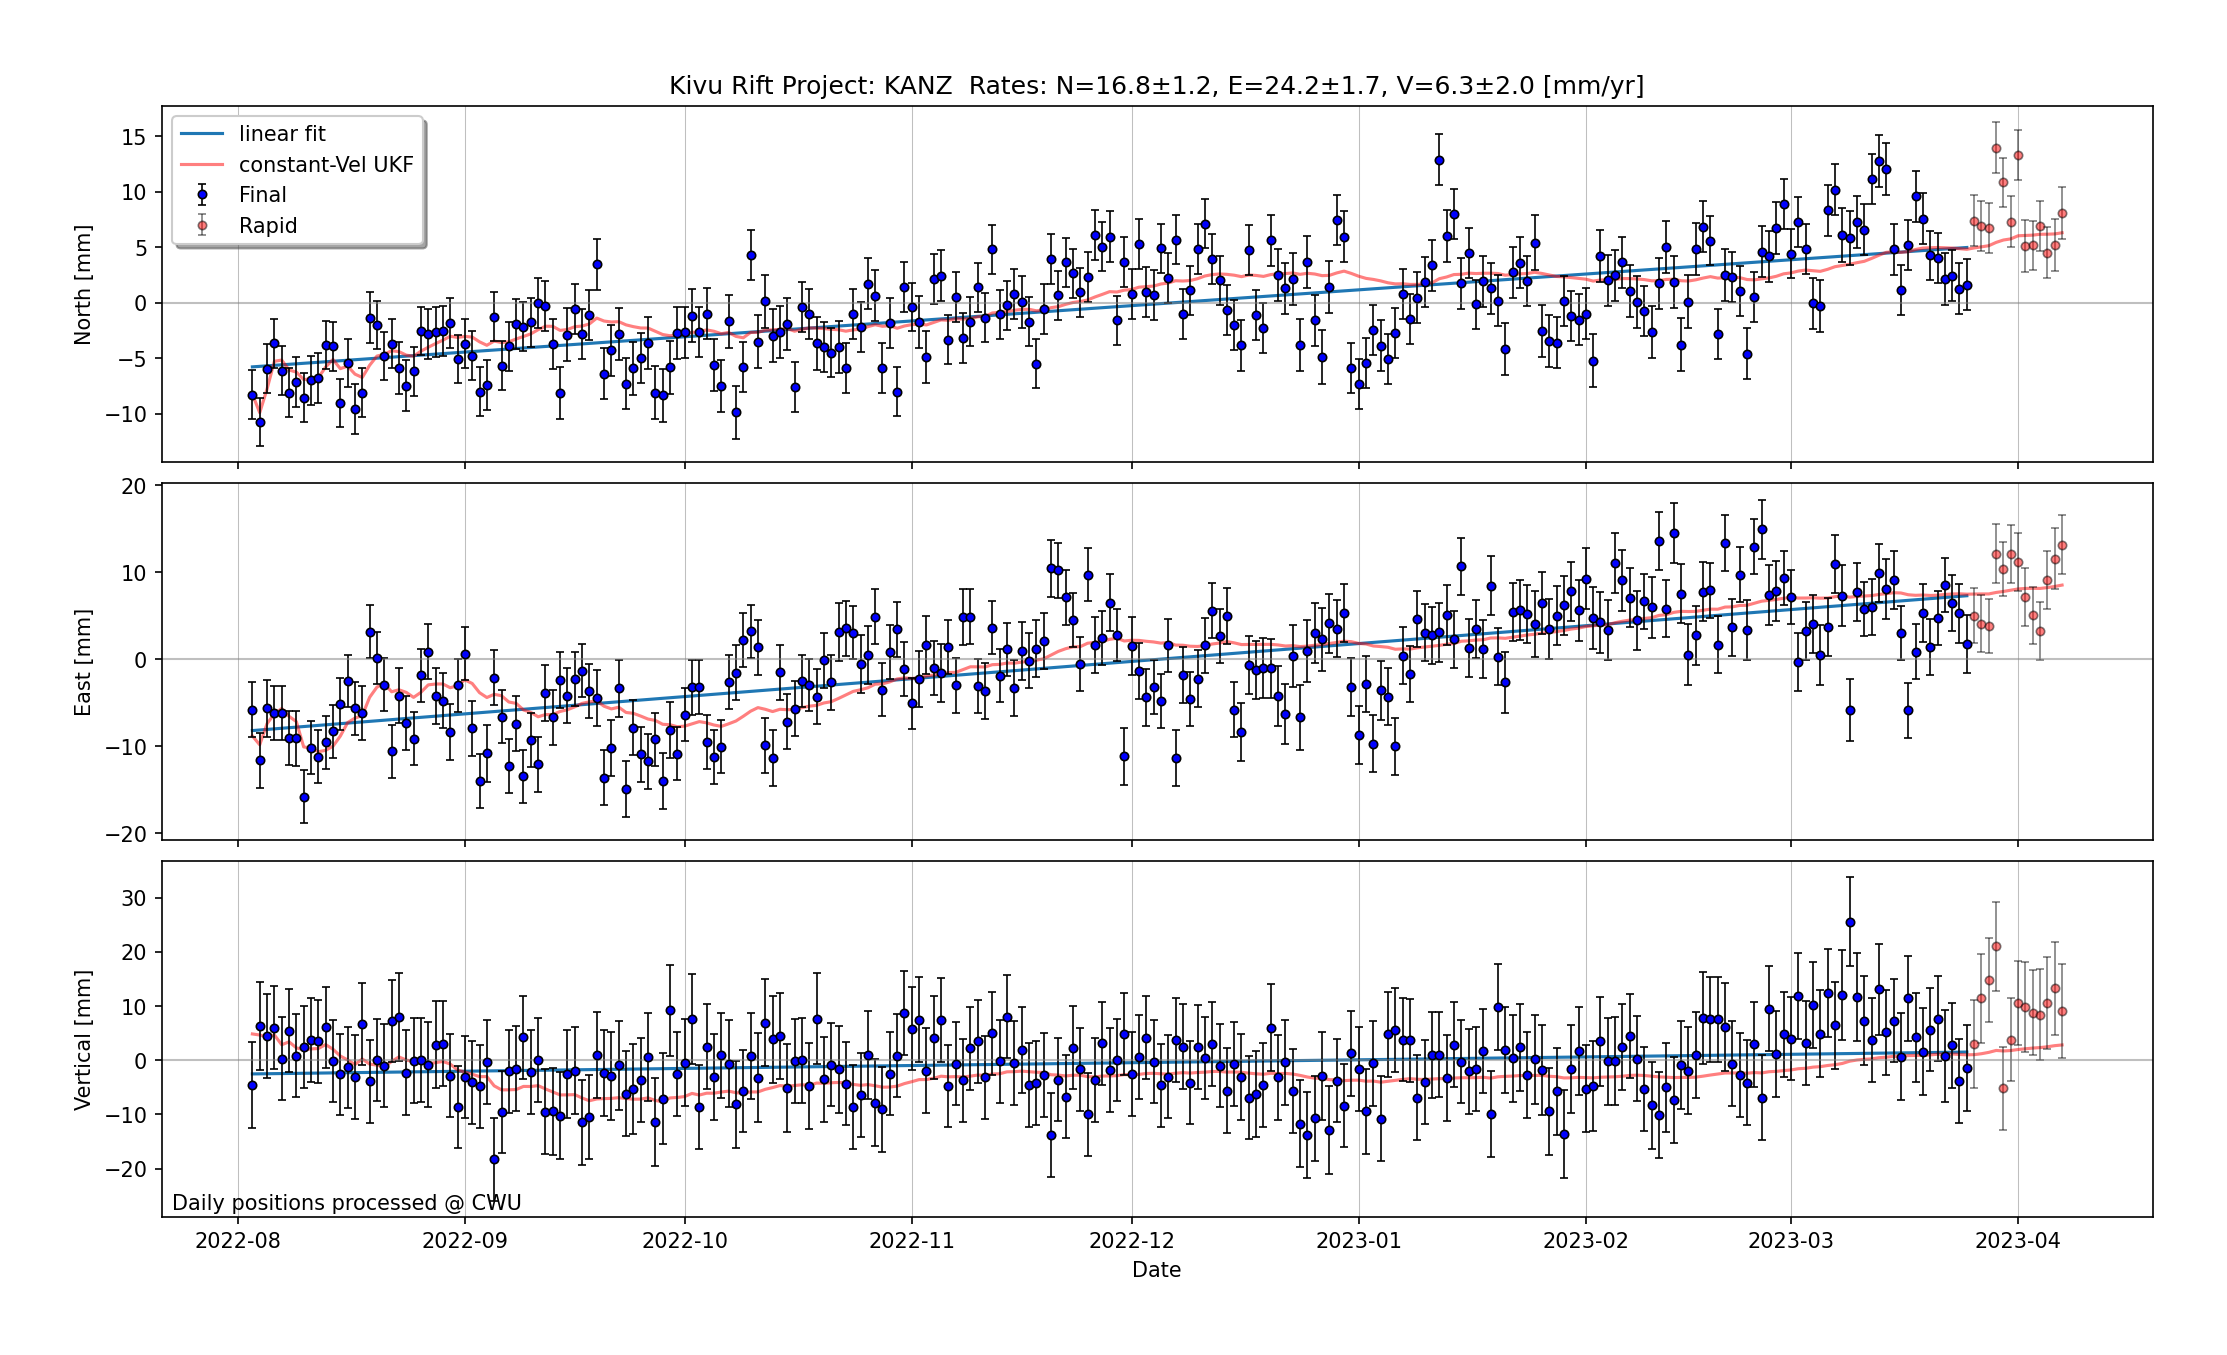 Kivu Rift Project: KANZ  Rates: N=16.8±1.2, E=24.2±1.7, V=6.3±2.0 [mm/yr]
linear fit
constant-Vel UKF
Final
Rapid
North [mm]
15
10
5
0
−5
−10
East [mm]
20
10
0
−10
−20
Vertical [mm]
30
20
10
0
−10
−20
Daily positions processed @ CWU
2022-08 2022-09 2022-10 2022-11 2022-12 2023-01 2023-02 2023-03 2023-04
Date